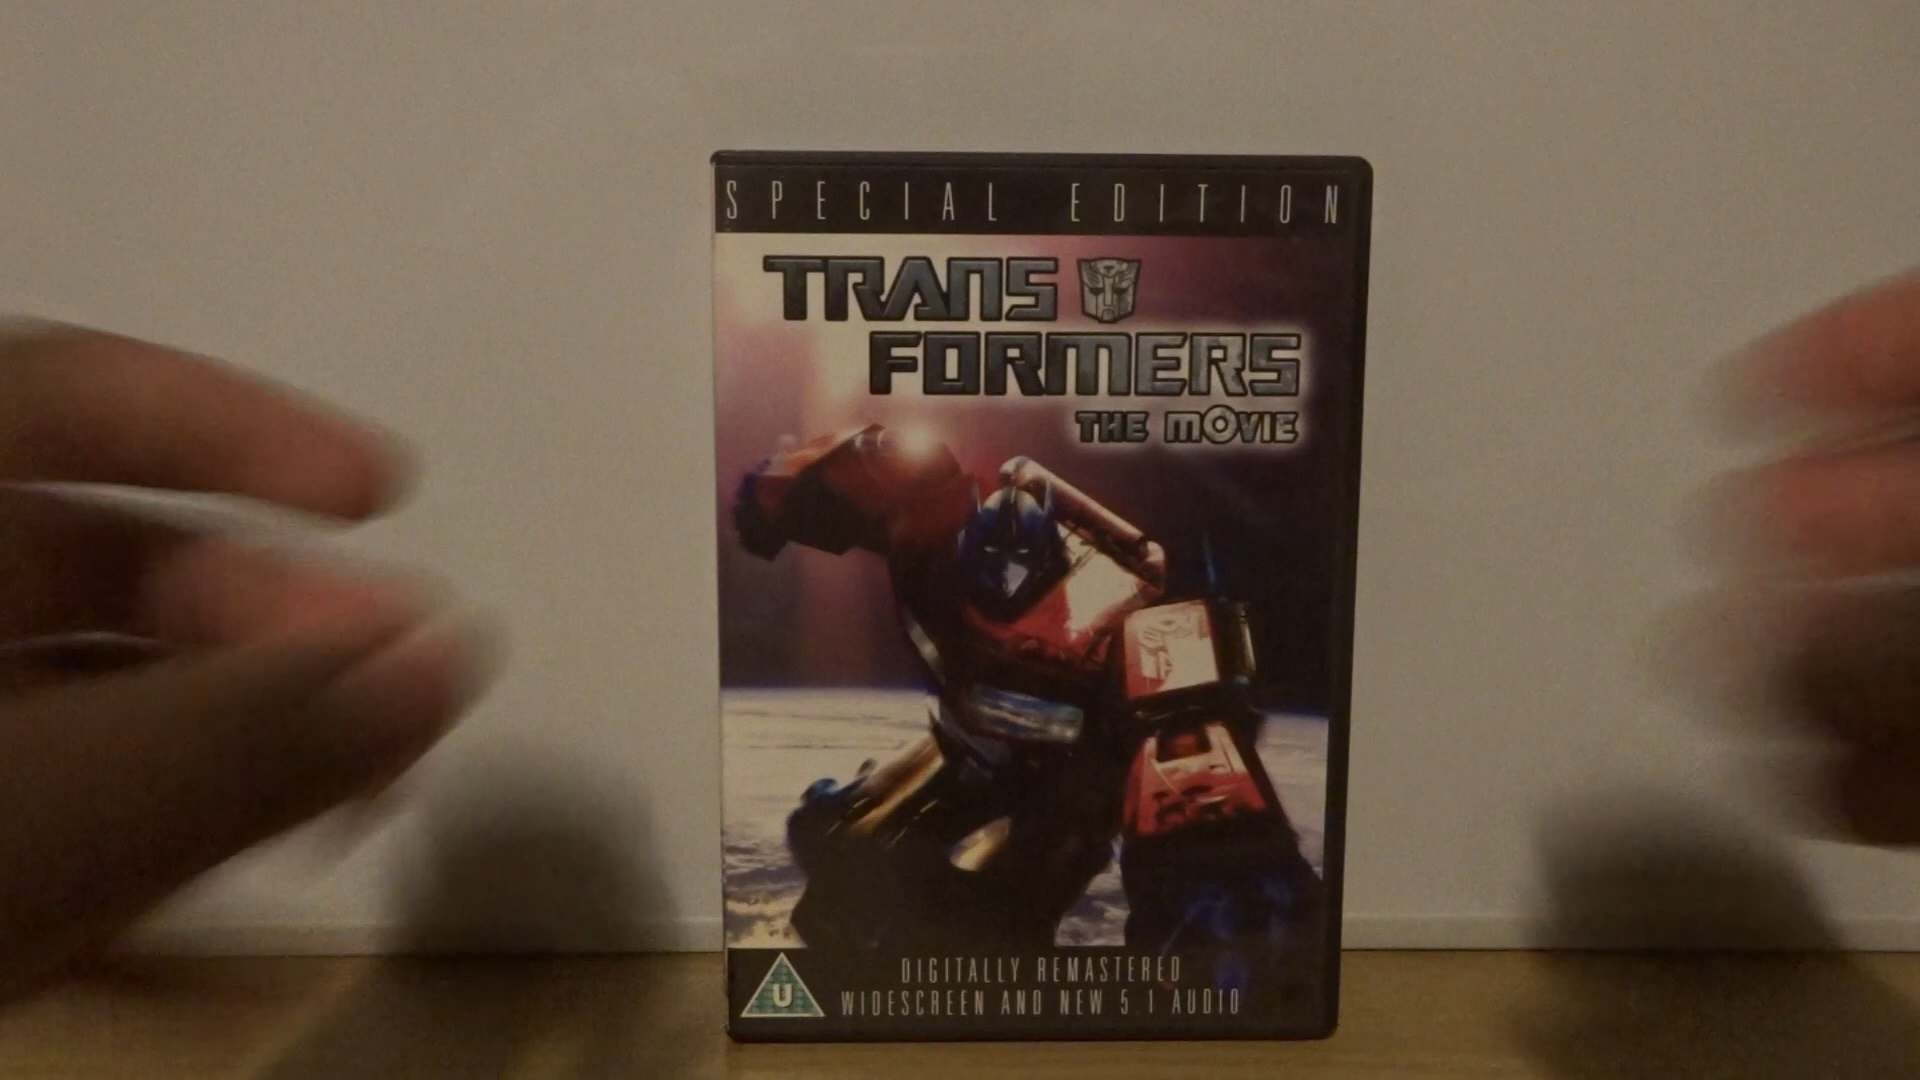 SPECIAL EDITION
TRANS
FORMERS
THE MOVIE
DIGITALLY REMASTERED
WIDESCREEN AND NEW 5.1 AUDIO
U